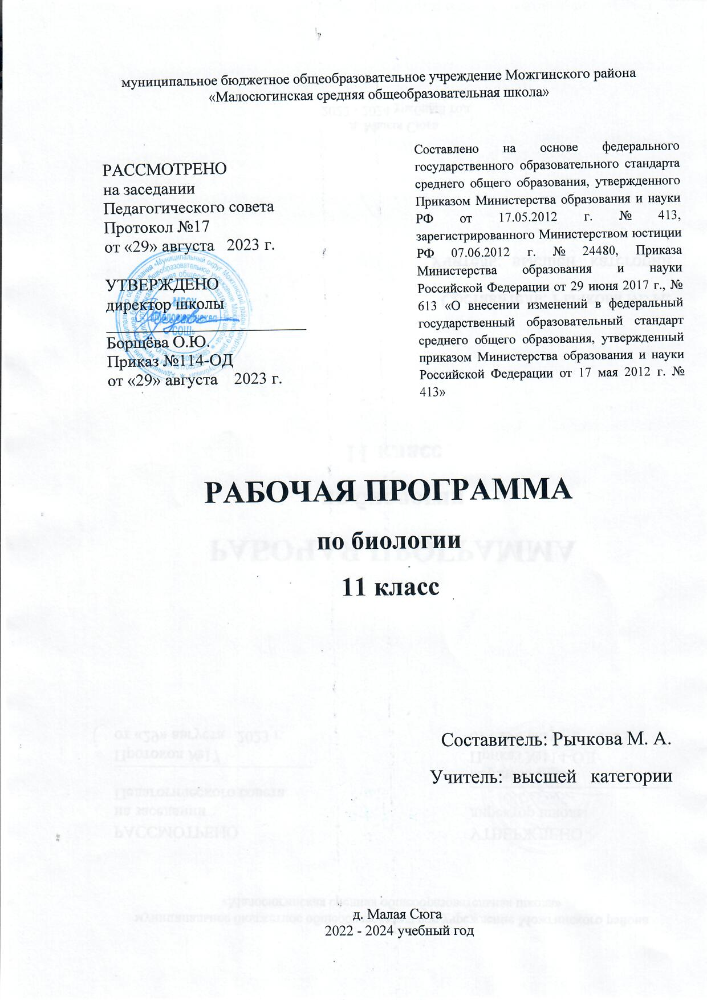 муниципальное бюджетное общеобразовательное учреждение Можгинского района
«Малосюгинская средняя общеобразовательная школа»
РАССМОТРЕНО
на заседании
Педагогического совета
Протокол №17
от «29» августа 2023 г.
УТВЕРЖДЕНО
директор школы
МБОУ
СОШ»
Борщёва О.Ю.
Приказ №114-ОД
от «29» августа 2023 г.
Составлено на основе федерального
государственного образовательного стандарта
среднего общего образования, утвержденного
Приказом Министерства образования и науки
РФ от 17.05.2012 г. № 413,
зарегистрированного Министерством юстиции
РФ 07.06.2012 г. № 24480, Приказа
Министерства образования и науки
Российской Федерации от 29 июня 2017 г., №
613 «О внесении изменений в федеральный
государственный образовательный стандарт
среднего общего образования, утвержденный
приказом Министерства образования и науки
Российской Федерации от 17 мая 2012 г. №
413»
РАБОЧАЯ ПРОГРАММА
по биологии
11 класс
Составитель: Рычкова М. А.
Учитель: высшей категории
д. Малая Сюга
2022 - 2024 учебный год